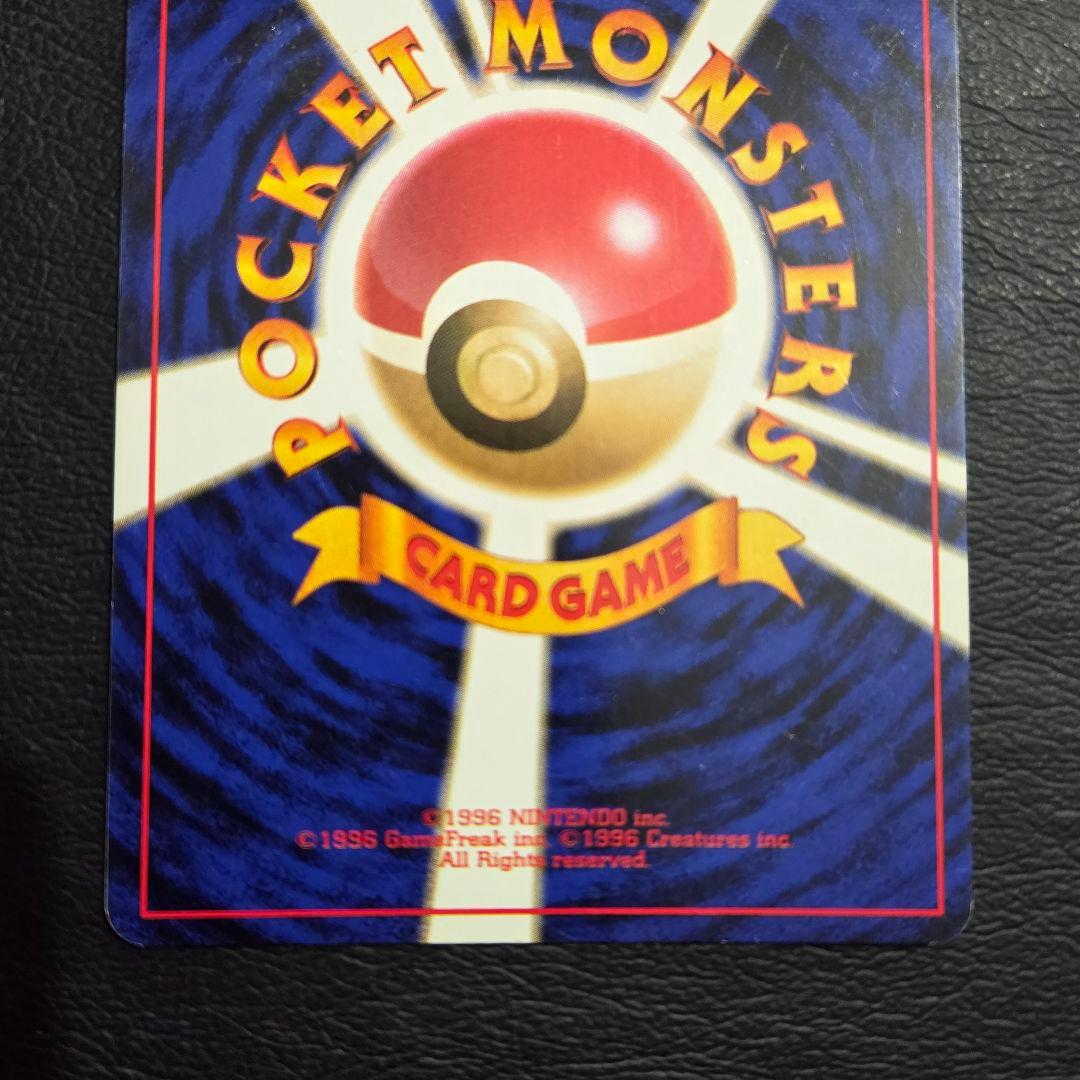 POCKET MONSTERS
CARD GAME
©1996 NINTENDO inc.
©1996 GameFreak inc. ©1996 Creatures inc.
All Rights reserved.